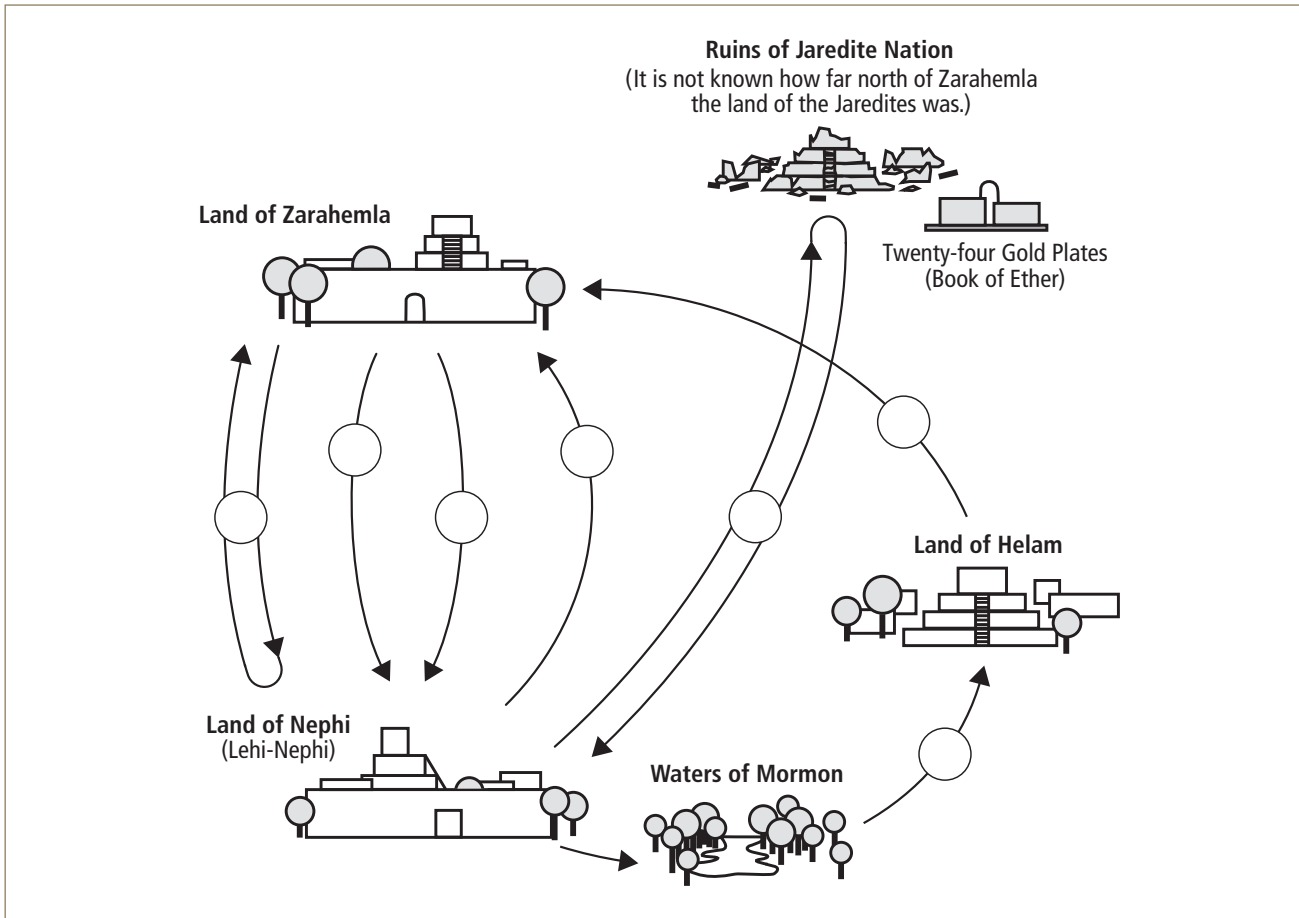 Ruins of Jaredite Nation
(It is not known how far north of Zarahemla
the land of the Jaredites was.)
Land of Zarahemla
Twenty-four Gold Plates
(Book of Ether)
Land of Helam
Land of Nephi
(Lehi-Nephi)
Waters of Mormon